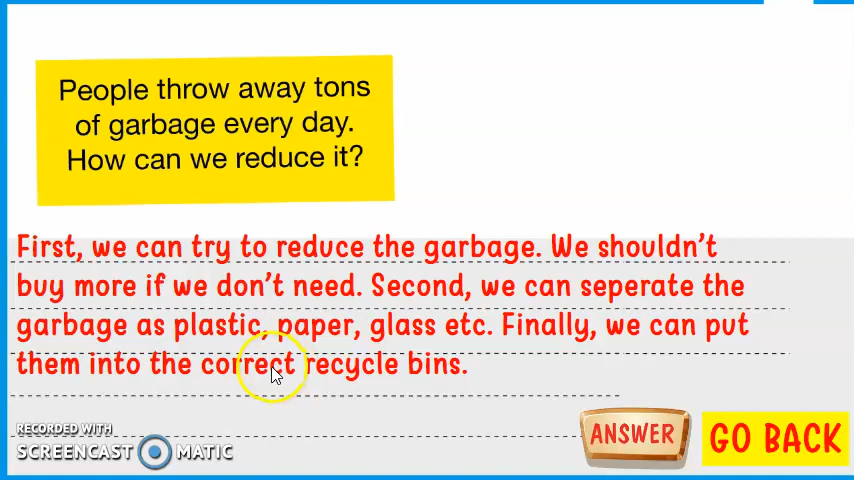 People throw away tons
of garbage every day.
How can we reduce it?
First, we can try to reduce the garbage. We shouldn't
buy more if we don't need. Second, we can seperate the
garbage as plastic, paper, glass etc. Finally, we can put
them into the correct recycle bins.
RECORDED WITH
SCREENCAST MATIC
ANSWER
GO BACK